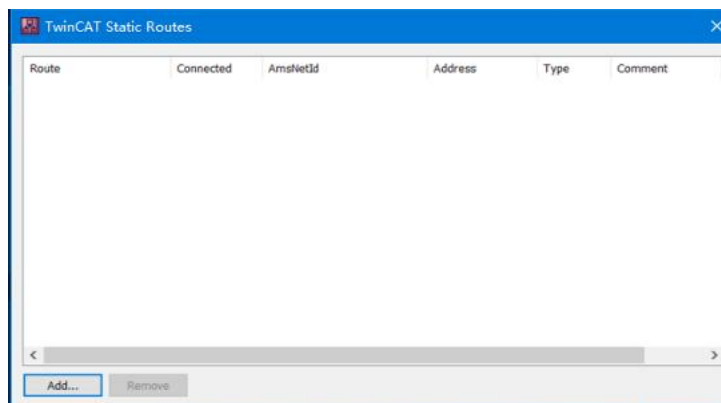 TwinCAT Static Routes
Route Connected AmsNetId Address Type Comment
Add... Remove